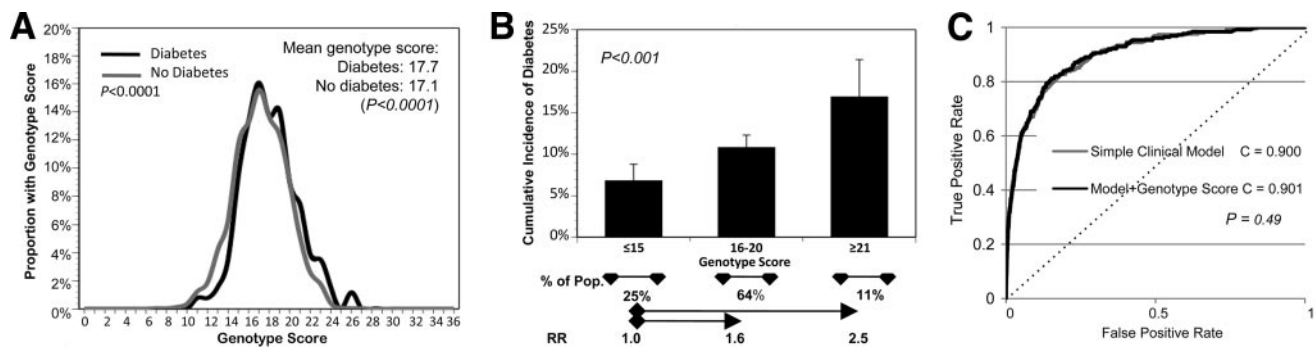 A
Proportion with Genotype Score
20%
18%
16%
14%
12%
10%
8%
6%
4%
2%
0%
Diabetes
No Diabetes
P<0.0001
Mean genotype score:
Diabetes: 17.7
No diabetes: 17.1
(P<0.0001)
0 2 4 6 8 10 12 14 16 18 20 22 24 26 28 30 32 34 36
Genotype Score
B
Cumulative Incidence of Diabetes
25%
20%
15%
10%
5%
0%
P<0.001
≤15 16-20 ≥21
Genotype Score
% of Pop.
25% 64% 11%
RR 1.0 1.6 2.5
C
True Positive Rate
1
0.8
0.6
0.4
0.2
0
Simple Clinical Model C = 0.900
Model+Genotype Score C = 0.901
P = 0.49
0 0.5 1
False Positive Rate